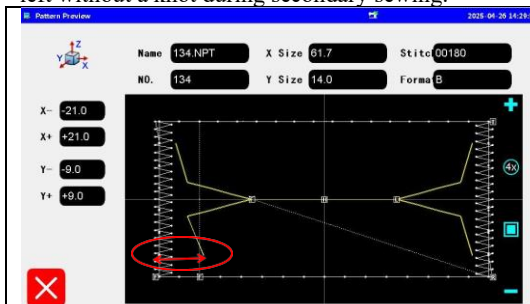 left without a knot during secondary sewing.
Pattern Preview 2025-04-26 14:29:
Z
Y X
Name 134.NPT X Size 61.7 Stitc 00180
NO. 134 Y Size 14.0 Forma B
X- -21.0
X+ +21.0
Y- -9.0
Y+ +9.0
4x